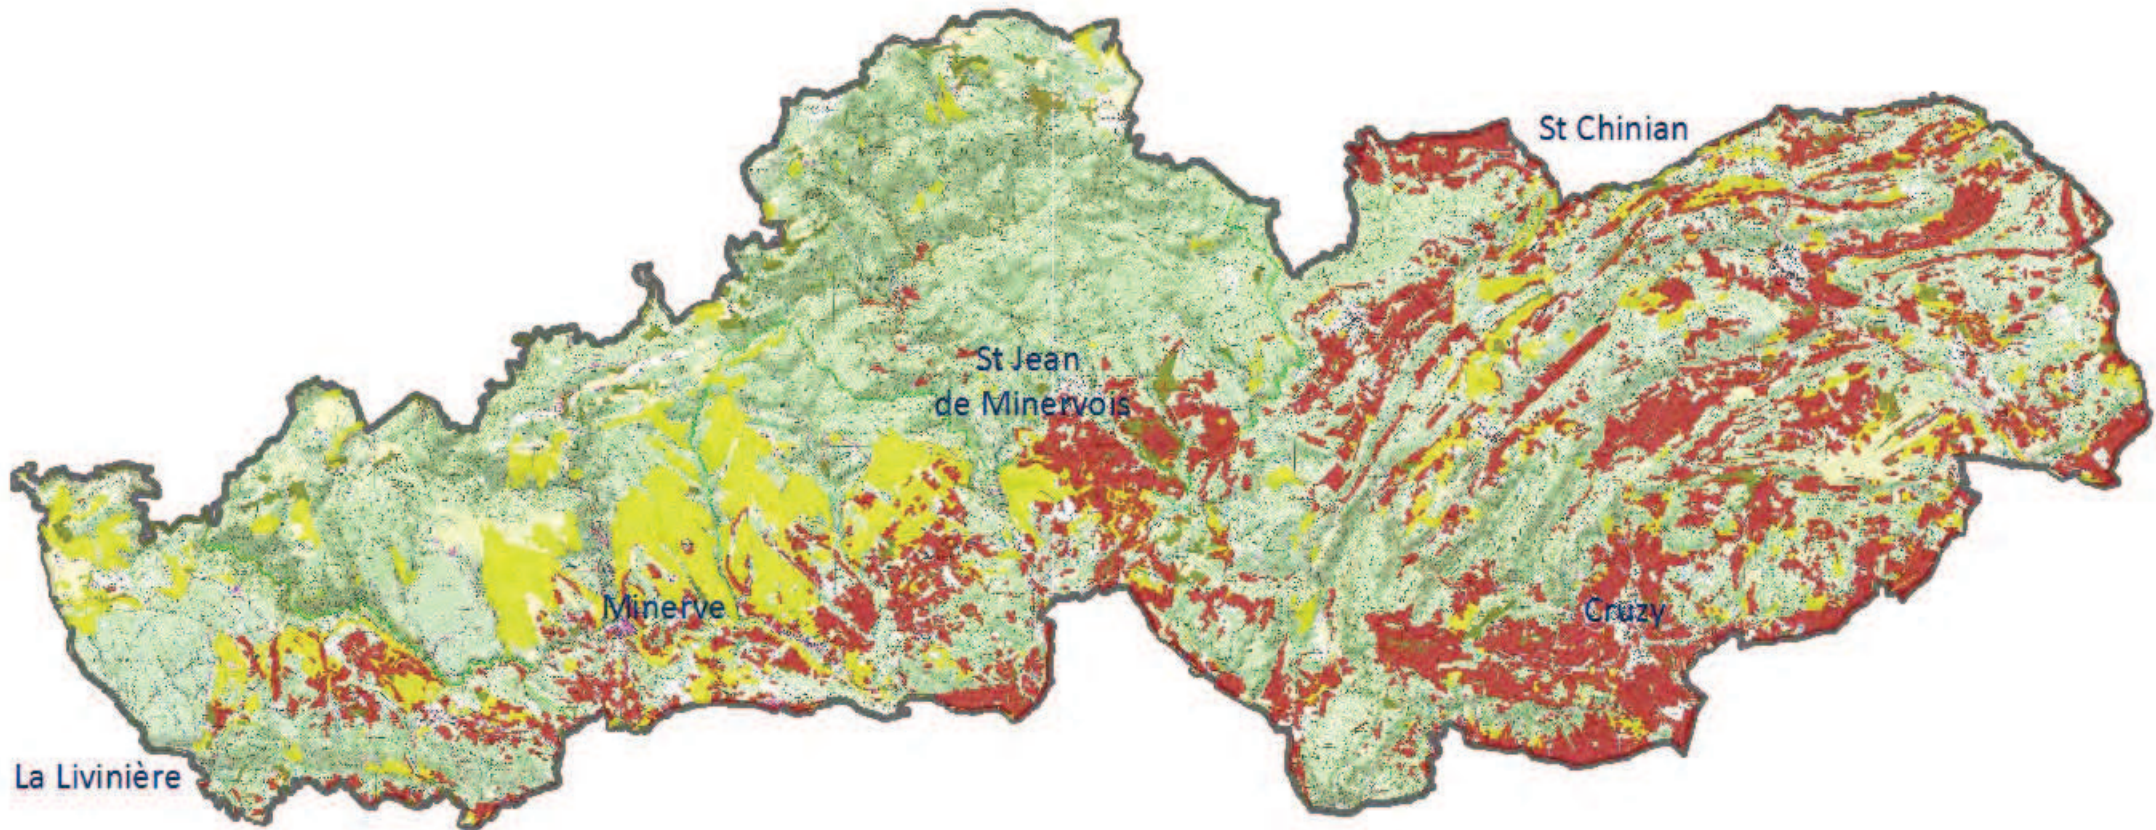 St Chinian
St Jean
de Minervois
Minerve
Cruzy
La Livinière